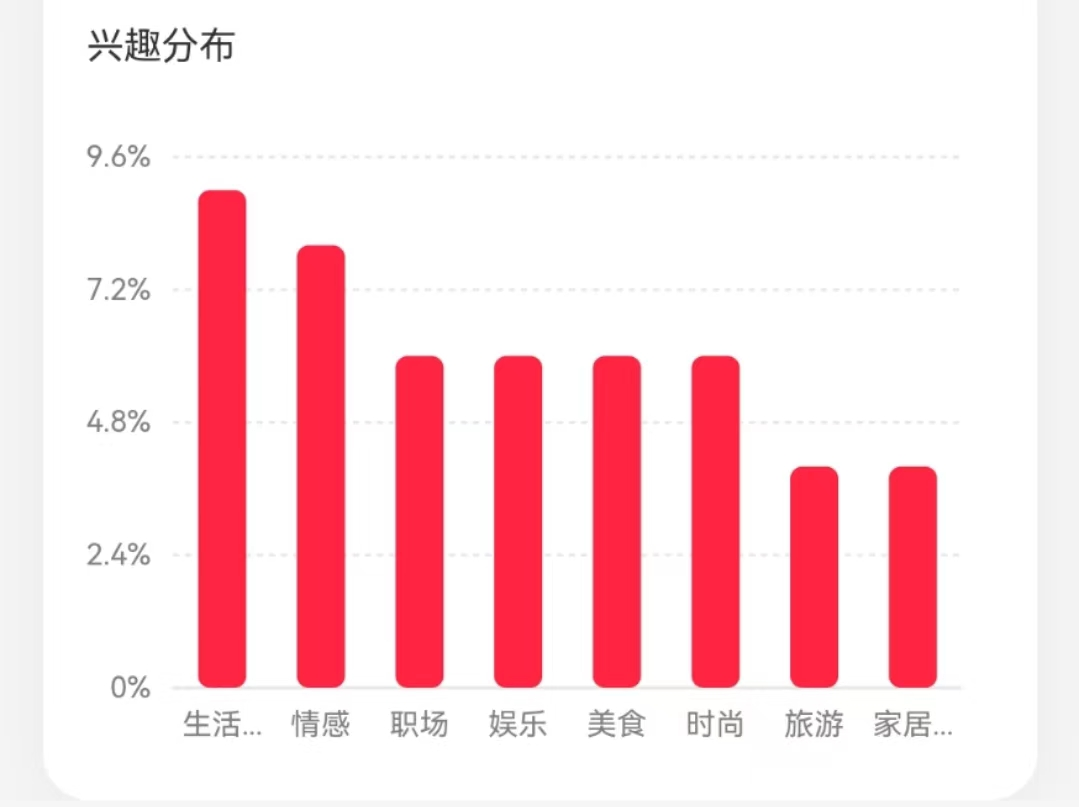 兴趣分布
9.6%
7.2%
4.8%
2.4%
0%
生活... 情感 职场 娱乐 美食 时尚 旅游 家居...